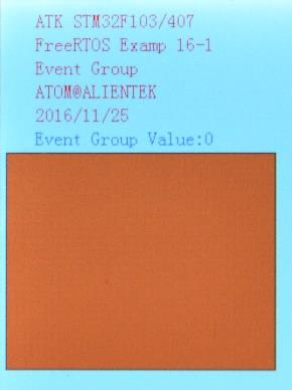 ATK STM32F103/407
FreeRTOS Examp 16-1
Event Group
ATOM@ALIENTEK
2016/11/25
Event Group Value:0